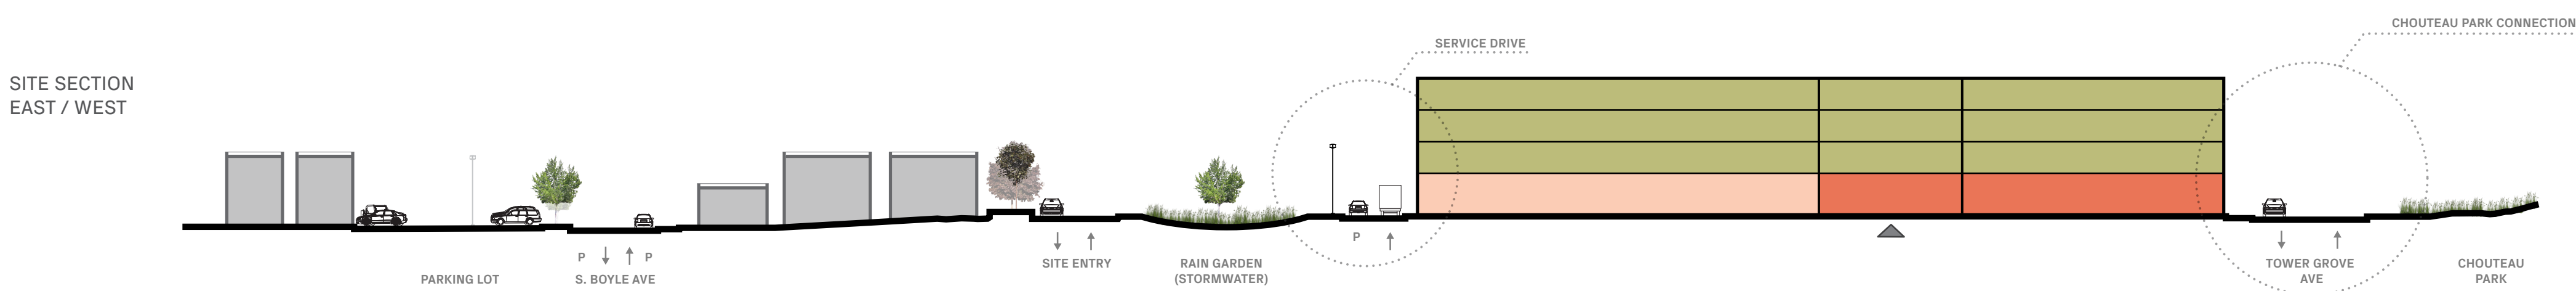 CHOUTEAU PARK CONNECTION
SERVICE DRIVE
SITE SECTION
EAST / WEST
P
P
P
PARKING LOT
S. BOYLE AVE
SITE ENTRY
RAIN GARDEN
(STORMWATER)
TOWER GROVE
AVE
CHOUTEAU
PARK